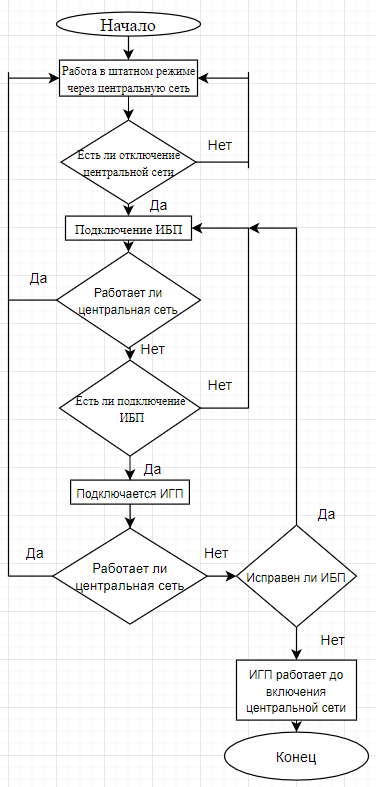 Начало
Работа в штатном режиме
через центральную сеть
Нет
Есть ли отключение
центральной сети
Да
Подключение ИБП
Да
Работает ли
центральная сеть
Нет
Нет
Есть ли подключение
ИБП
Да
Подключается ИГП
Да
Да
Нет
Работает ли
центральная сеть
Исправен ли ИБП
Нет
ИГП работает до
включения
центральной сети
Конец